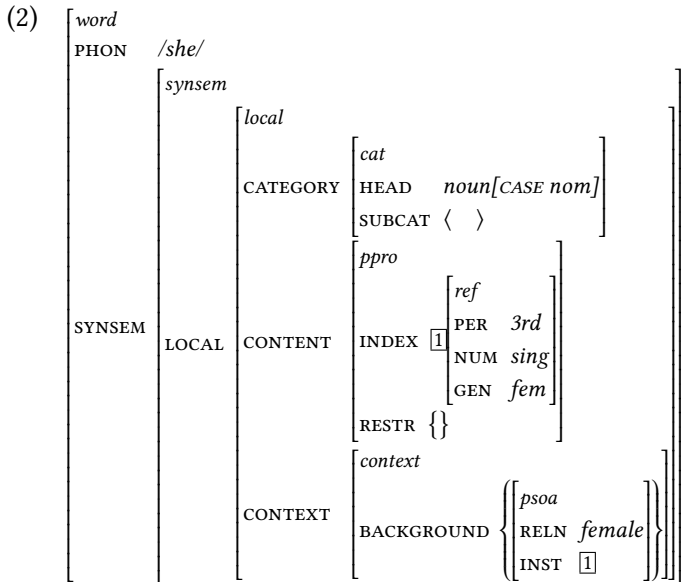 (2)
word
PHON /she/
synsem
local
cat
CATEGORY HEAD noun[CASE nom]
SUBCAT ⟨ ⟩
ppro
ref
PER 3rd
SYNSEM LOCAL CONTENT INDEX 1 NUM sing
GEN fem
RESTR {}
context
psoa
CONTEXT BACKGROUND { RELN female }
INST 1